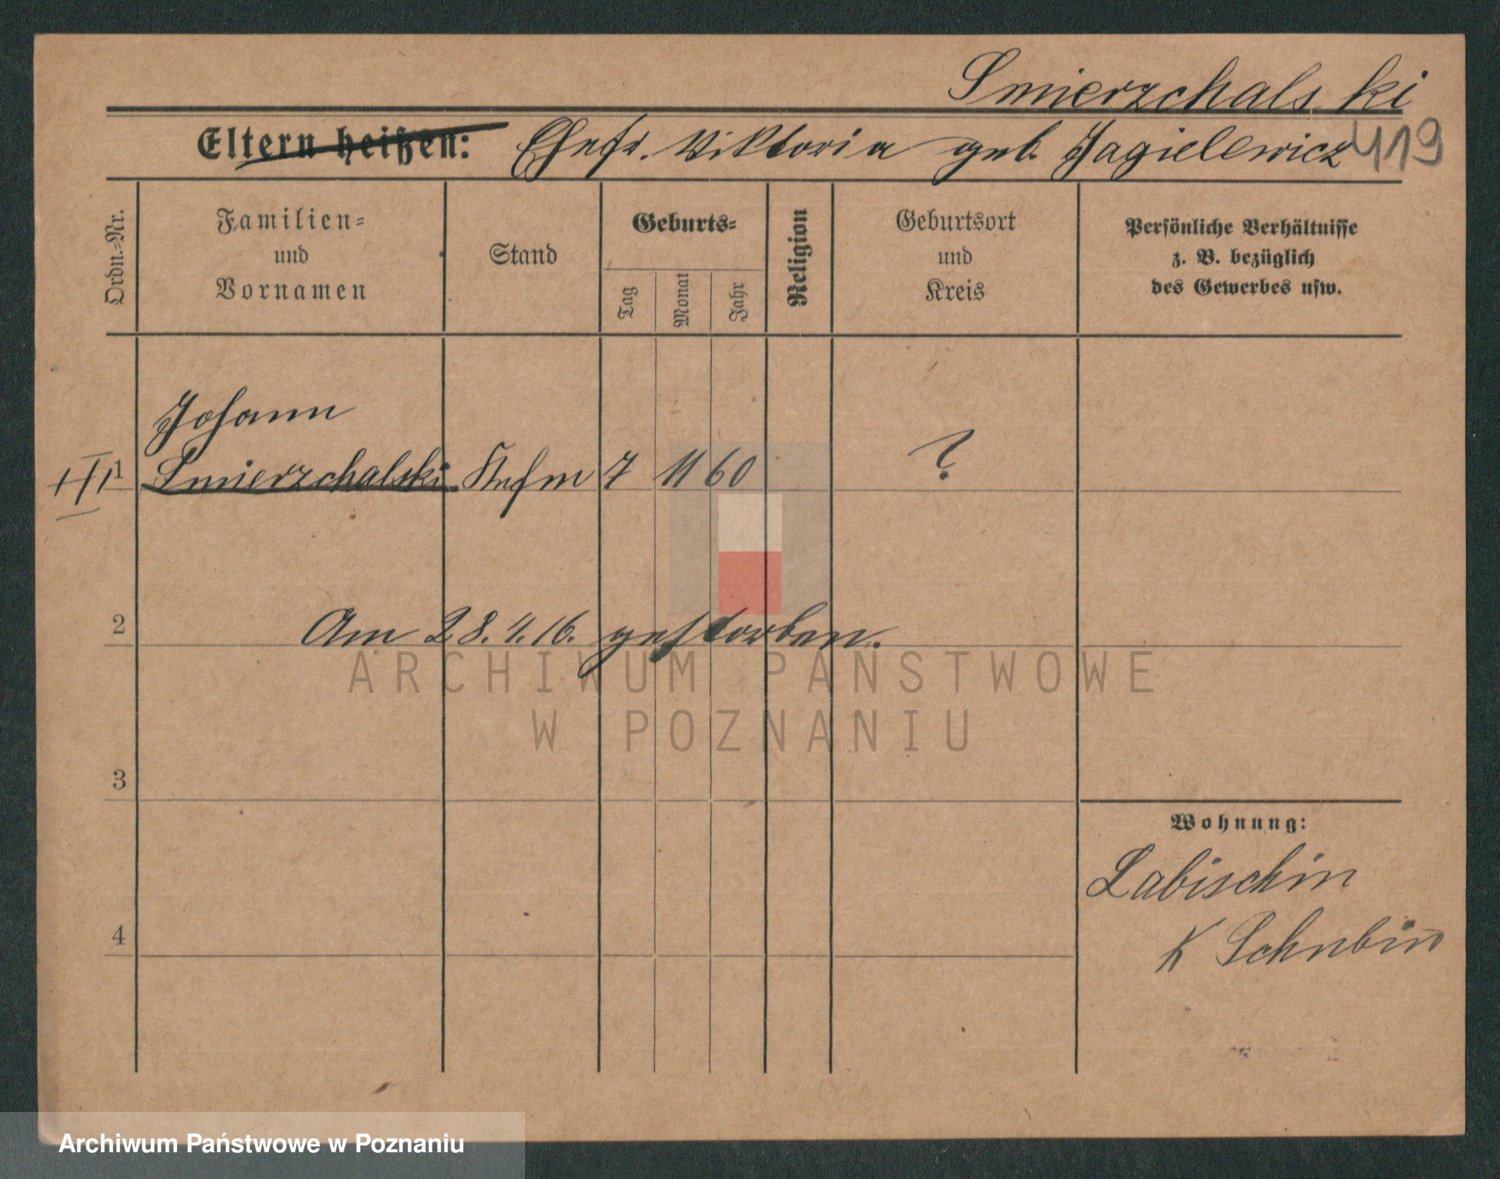 Smierzchalski
Eltern heißen: Ehefr. Viktoria geb. Jagielewicz 419
Ordn.-Nr.
Familien-
und
Vornamen
Stand
Geburts-
Tag
Monat
Jahr
Religion
Geburtsort
und
Kreis
Persönliche Verhältnisse
z. B. bezüglich
des Gewerbes usw.
Johann
1 Smierzchalski Kufm 7 11 60 ?
2 Am 28.4.16. gestorben.
ARCHIWUM PAŃSTWOWE
W POZNANIU
3
Wohnung:
Labischin
4
K Schubin
Archiwum Państwowe w Poznaniu